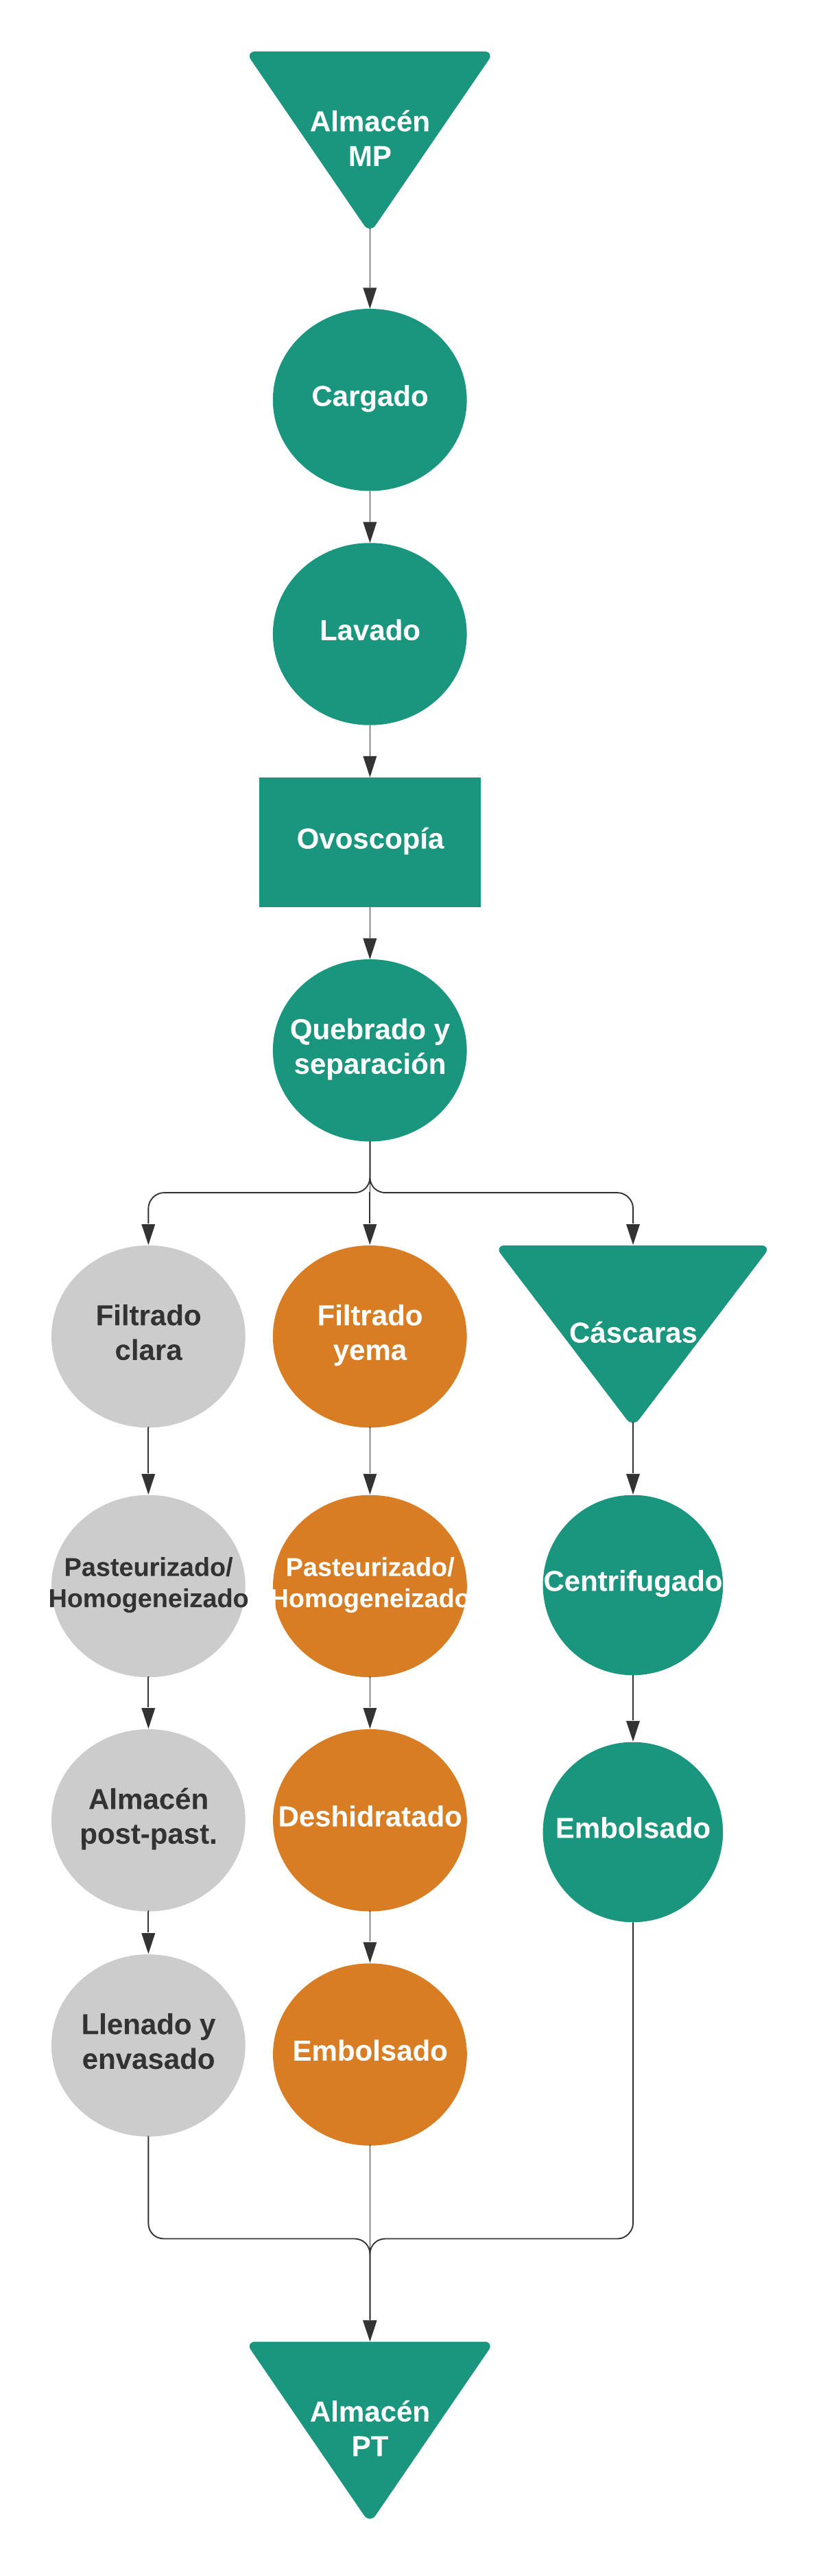 Almacén
MP
Cargado
Lavado
Ovoscopía
Quebrado y
separación
Filtrado
clara
Filtrado
yema
Cáscaras
Pasteurizado/
Homogeneizado
Pasteurizado/
Homogeneizado
Centrifugado
Almacén
post-past.
Deshidratado
Embolsado
Llenado y
envasado
Embolsado
Almacén
PT